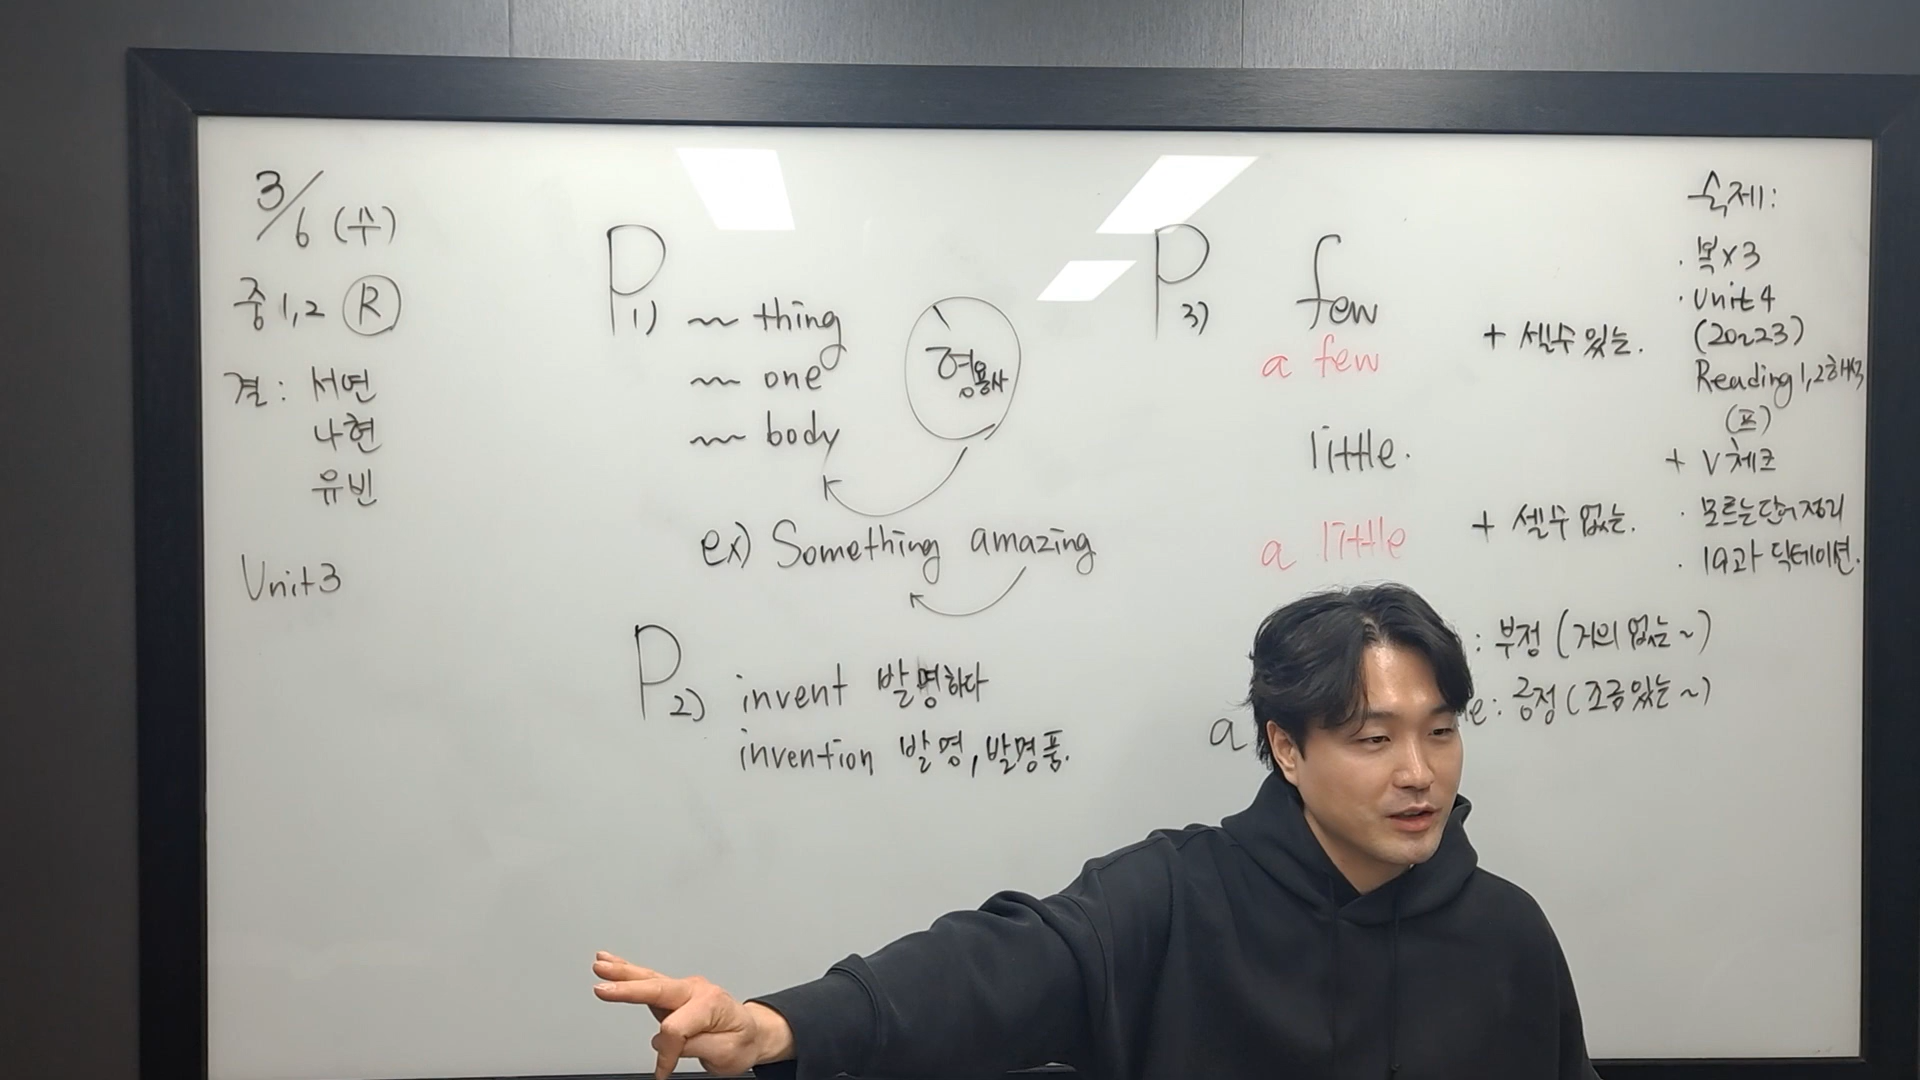 3/6 (수)
중 1,2 Ⓡ
결 : 서연
나현
유빈
Unit3
P1) ~ thing
~ one
~ body
형용사
ex) Something amazing
P2) invent 발명하다
invention 발명, 발명품.
P3) few
a few
+ 셀수 있는.
little.
a little
+ 셀수 없는.
: 부정 (거의 없는 ~)
a
le : 긍정 (조금 있는 ~)
숙제 :
· 복x3
· Unit 4
(20~23)
Reading 1,2 해석
(프)
+ V 체크
· 모르는 단어 정리
· 19과 딕테이션.